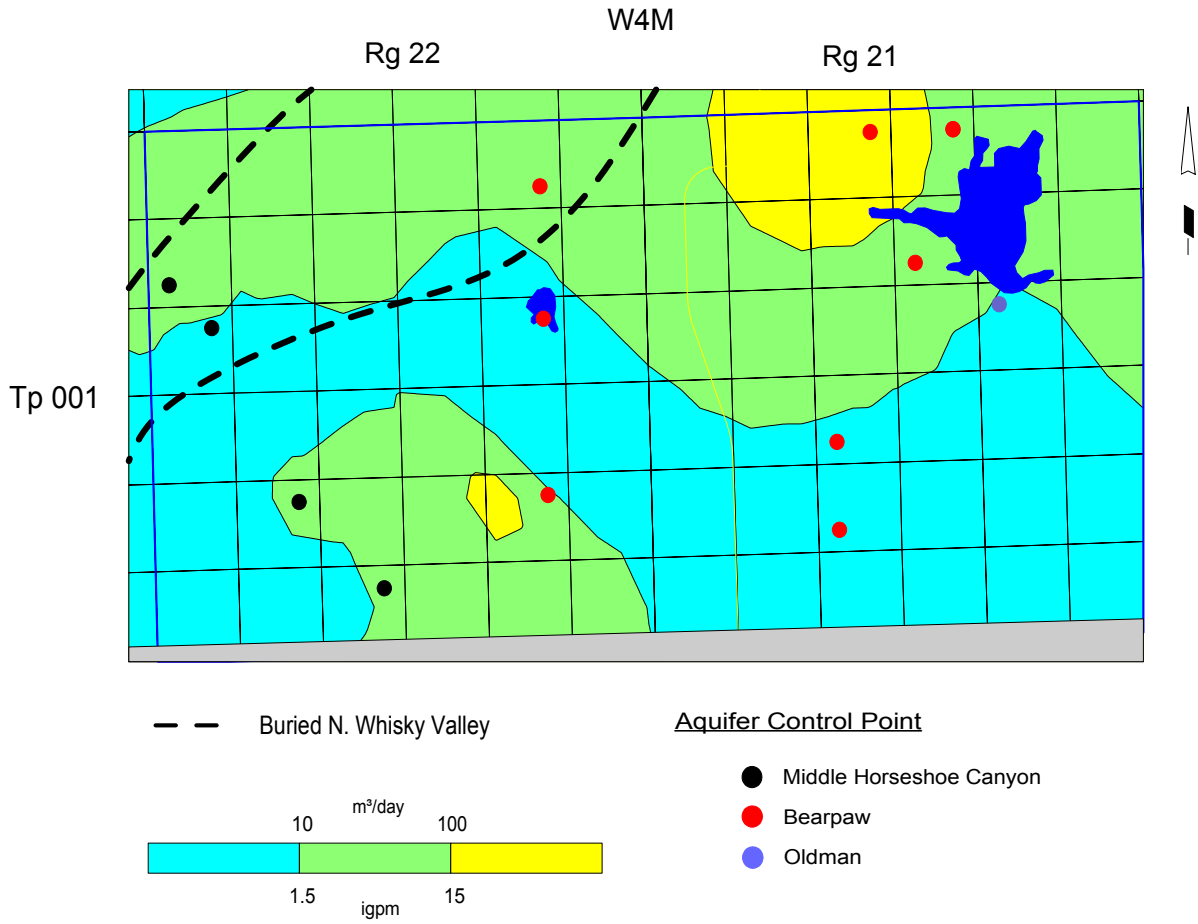 W4M
Rg 22
Rg 21
Tp 001
Buried N. Whisky Valley
Aquifer Control Point
Middle Horseshoe Canyon
Bearpaw
Oldman
m³/day
10
100
1.5
15
igpm